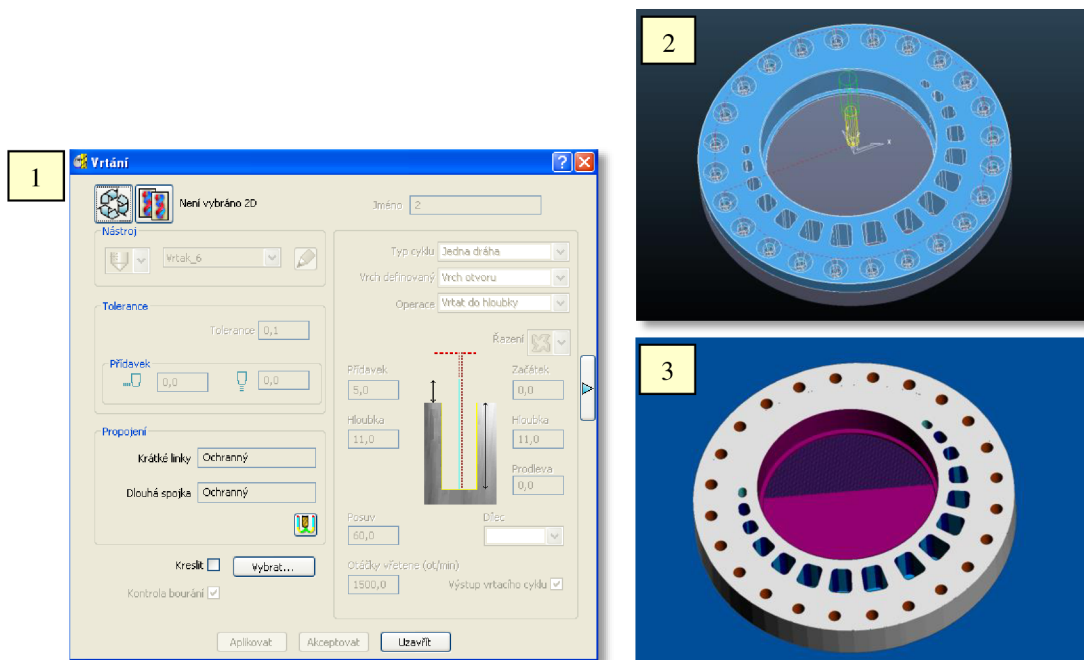 1
Vrtání
Není vybráno 2D
Jméno 2
Nástroj
Vrtak_6
Tolerance
Tolerance 0,1
Přídavek
0,0 0,0
Propojení
Krátké linky Ochranný
Dlouhá spojka Ochranný
Kreslit Vybrat...
Kontrola bourání
Typ cyklu Jedna dráha
Vrch definovaný Vrch otvoru
Operace Vrtat do hloubky
Řazení
Přídavek Začátek
5,0 0,0
Hloubka Hloubka
11,0 11,0
Prodleva
0,0
Posuv Dřec
60,0
Otáčky vřetene (ot/min)
1500,0 Výstup vrtacího cyklu
Aplikovat Akceptovat Uzavřít
2
3